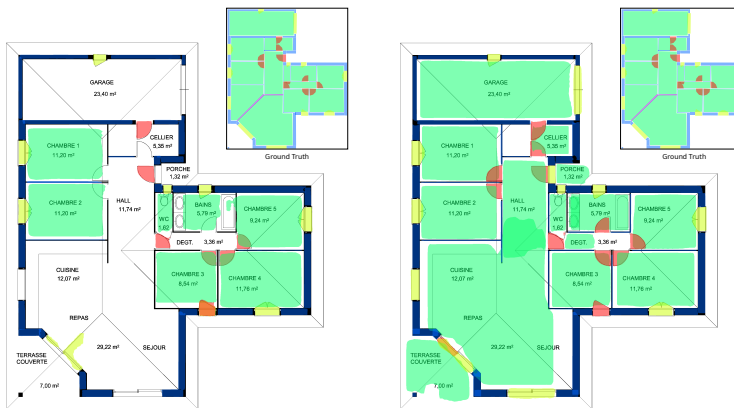 GARAGE
23,40 m²
CELLIER
5,35 m²
CHAMBRE 1
11,20 m²
PORCHE
1,32 m²
CHAMBRE 2
11,20 m²
HALL
11,74 m²
WC
1,62
BAINS
5,79 m²
CHAMBRE 5
9,24 m²
DEGT.
3,36 m²
CUISINE
12,07 m²
CHAMBRE 3
8,54 m²
CHAMBRE 4
11,76 m²
REPAS
29,22 m²
SEJOUR
TERRASSE
COUVERTE
7,00 m²
Ground Truth
GARAGE
23,40 m²
CELLIER
5,35 m²
CHAMBRE 1
11,20 m²
PORCHE
1,32 m²
CHAMBRE 2
11,20 m²
HALL
11,74 m²
WC
1,62
BAINS
5,79 m²
CHAMBRE 5
9,24 m²
DEGT.
3,36 m²
CUISINE
12,07 m²
CHAMBRE 3
8,54 m²
CHAMBRE 4
11,76 m²
REPAS
29,22 m²
SEJOUR
TERRASSE
COUVERTE
7,00 m²
Ground Truth